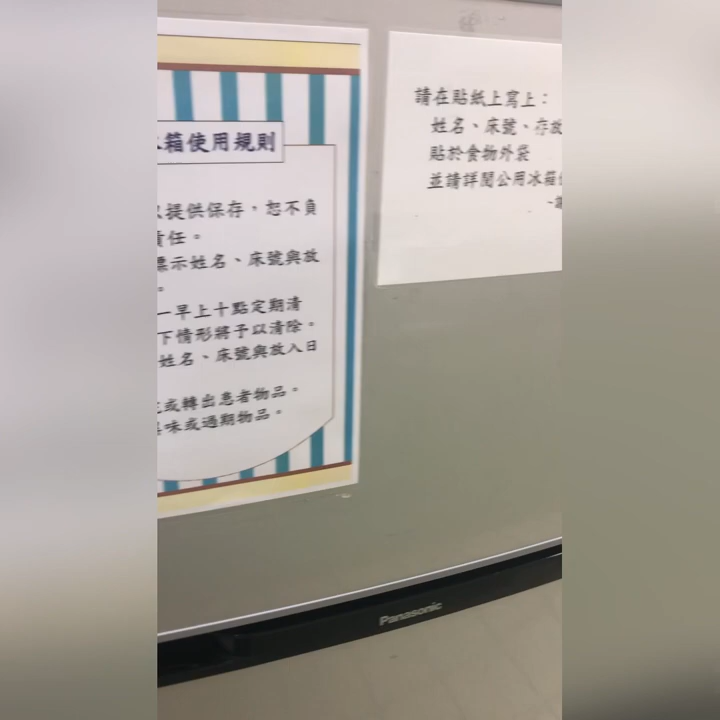 箱使用規則
提供保存，恕不負
責任。
標示姓名、床號與放
。
一早上十點定期清
下情形將予以清除。
姓名、床號與放入日
或轉出患者物品。
味或過期物品。
請在貼紙上寫上：
姓名、床號、存放
貼於食物外袋
並請詳閱公用冰箱
Panasonic